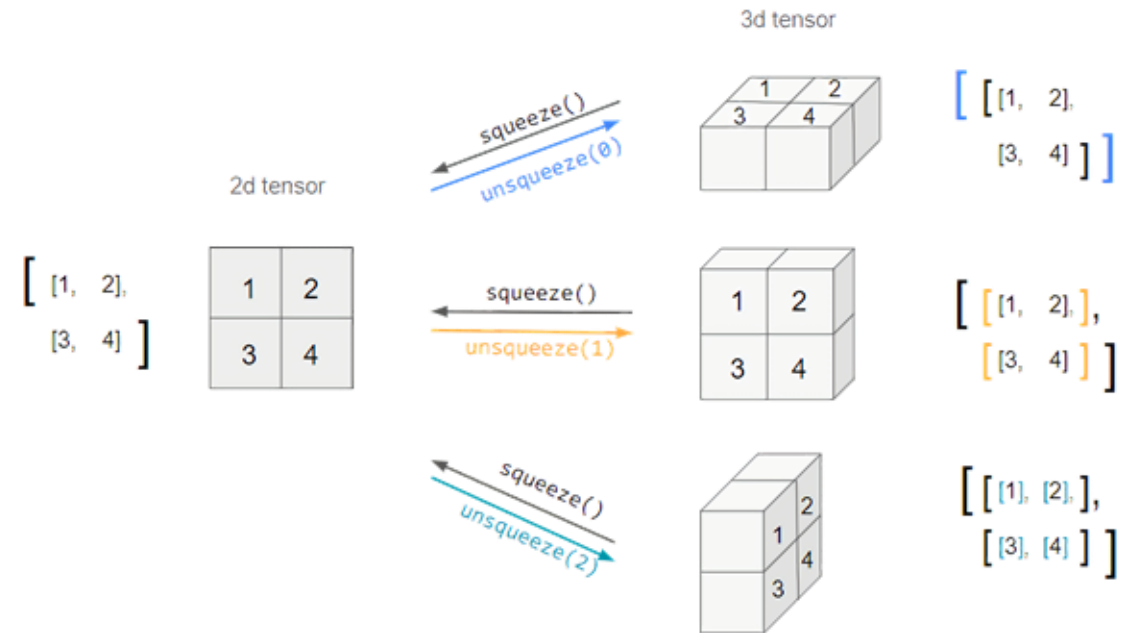 3d tensor
1 2
3 4
[ [[1, 2],
[3, 4] ] ]
squeeze()
unsqueeze(0)
2d tensor
[ [1, 2],
[3, 4] ]
1 2
3 4
squeeze()
unsqueeze(1)
1 2
3 4
[ [ [1, 2], ],
[ [3, 4] ] ]
squeeze()
unsqueeze(2)
2
1
4
3
[ [ [1], [2], ],
[ [3], [4] ] ]